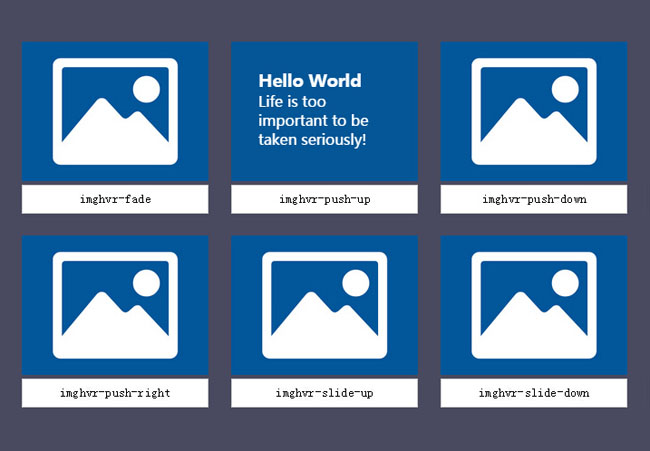 Hello World
Life is too
important to be
taken seriously!
imghvr-fade
imghvr-push-up
imghvr-push-down
imghvr-push-right
imghvr-slide-up
imghvr-slide-down